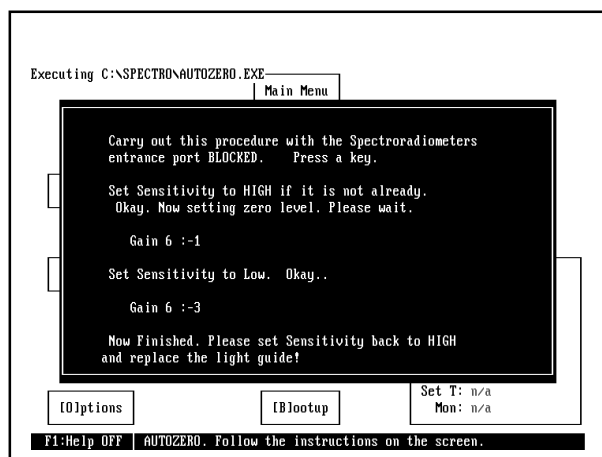 Executing C:\SPECTRO\AUTOZERO.EXE
Main Menu
Carry out this procedure with the Spectroradiometers
entrance port BLOCKED. Press a key.
Set Sensitivity to HIGH if it is not already.
Okay. Now setting zero level. Please wait.
Gain 6 :-1
Set Sensitivity to Low. Okay..
Gain 6 :-3
Now Finished. Please set Sensitivity back to HIGH
and replace the light guide!
Set T: n/a
[O]ptions [B]ootup Mon: n/a
F1:Help OFF | AUTOZERO. Follow the instructions on the screen.